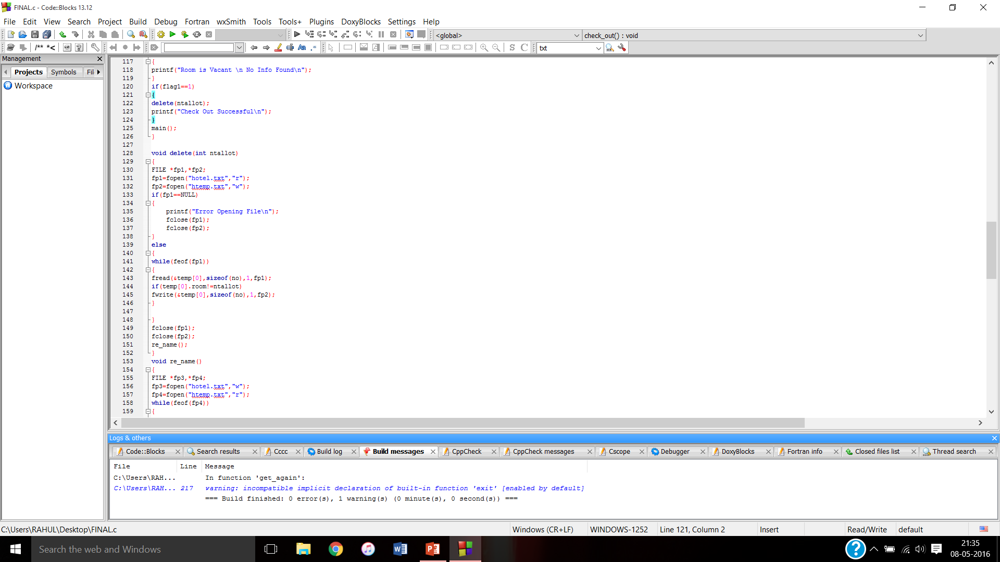 FINAL.c - Code::Blocks 13.12
File Edit View Search Project Build Debug Fortran wxSmith Tools Tools+ Plugins DoxyBlocks Settings Help
<global> check_out() : void
/** *< Aa .* S C txt
Management
Projects Symbols Fil
Workspace
117 {
118 printf("Room is Vacant \n No Info Found\n");
119 }
120 if(flag1==1)
121 {
122 delete(ntallot);
123 printf("Check Out Successful\n");
124 }
125 main();
126 }
127
128 void delete(int ntallot)
129 {
130 FILE *fp1,*fp2;
131 fp1=fopen("hotel.txt","r");
132 fp2=fopen("htemp.txt","w");
133 if(fp1==NULL)
134 {
135 printf("Error Opening File\n");
136 fclose(fp1);
137 fclose(fp2);
138 }
139 else
140 {
141 while(feof(fp1))
142 {
143 fread(&temp[0],sizeof(no),1,fp1);
144 if(temp[0].room!=ntallot)
145 fwrite(&temp[0],sizeof(no),1,fp2);
146 }
147
148 }
149 fclose(fp1);
150 fclose(fp2);
151 re_name();
152 }
153 void re_name()
154 {
155 FILE *fp3,*fp4;
156 fp3=fopen("hotel.txt","w");
157 fp4=fopen("htemp.txt","r");
158 while(feof(fp4))
159 {
Logs & others
Code::Blocks Search results Cccc Build log Build messages CppCheck CppCheck messages Cscope Debugger DoxyBlocks Fortran info Closed files list Thread search
File Line Message
C:\Users\RAH... In function 'get_again':
C:\Users\RAH... 217 warning: incompatible implicit declaration of built-in function 'exit' [enabled by default]
=== Build finished: 0 error(s), 1 warning(s) (0 minute(s), 0 second(s)) ===
C:\Users\RAHUL\Desktop\FINAL.c Windows (CR+LF) WINDOWS-1252 Line 121, Column 2 Insert Read/Write default
Search the web and Windows
21:35
08-05-2016